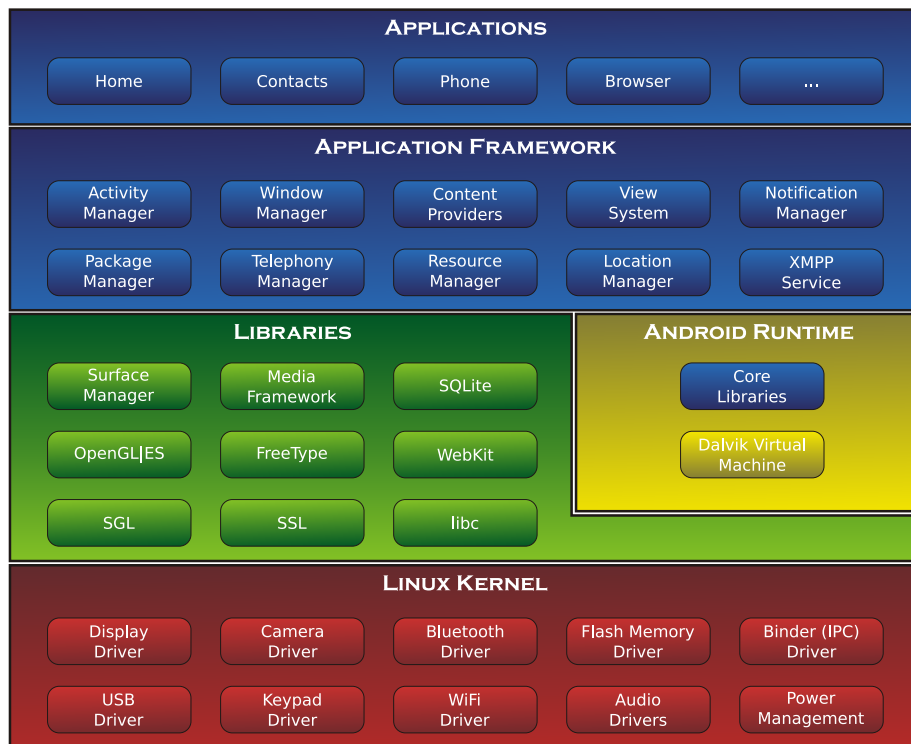 APPLICATIONS
Home
Contacts
Phone
Browser
...
APPLICATION FRAMEWORK
Activity
Manager
Window
Manager
Content
Providers
View
System
Notification
Manager
Package
Manager
Telephony
Manager
Resource
Manager
Location
Manager
XMPP
Service
LIBRARIES
Surface
Manager
Media
Framework
SQLite
OpenGL|ES
FreeType
WebKit
SGL
SSL
libc
ANDROID RUNTIME
Core
Libraries
Dalvik Virtual
Machine
LINUX KERNEL
Display
Driver
Camera
Driver
Bluetooth
Driver
Flash Memory
Driver
Binder (IPC)
Driver
USB
Driver
Keypad
Driver
WiFi
Driver
Audio
Drivers
Power
Management